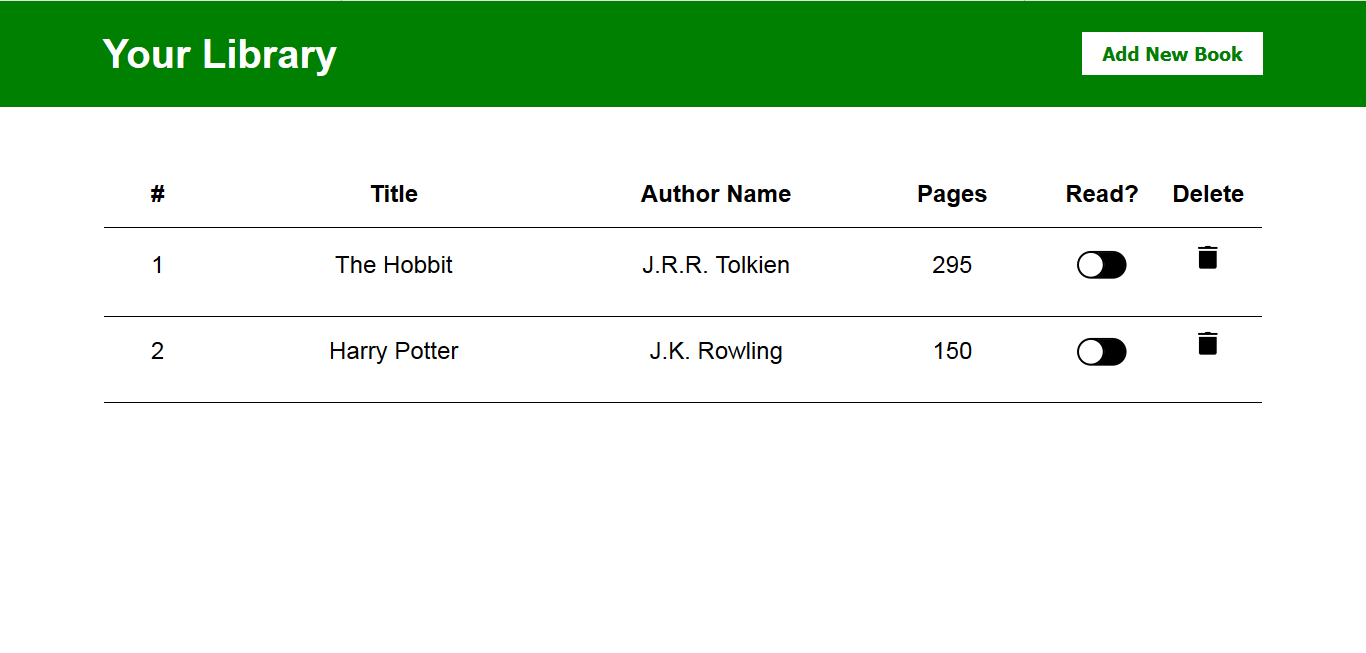 Your Library
Add New Book
# Title Author Name Pages Read? Delete
1 The Hobbit J.R.R. Tolkien 295
2 Harry Potter J.K. Rowling 150